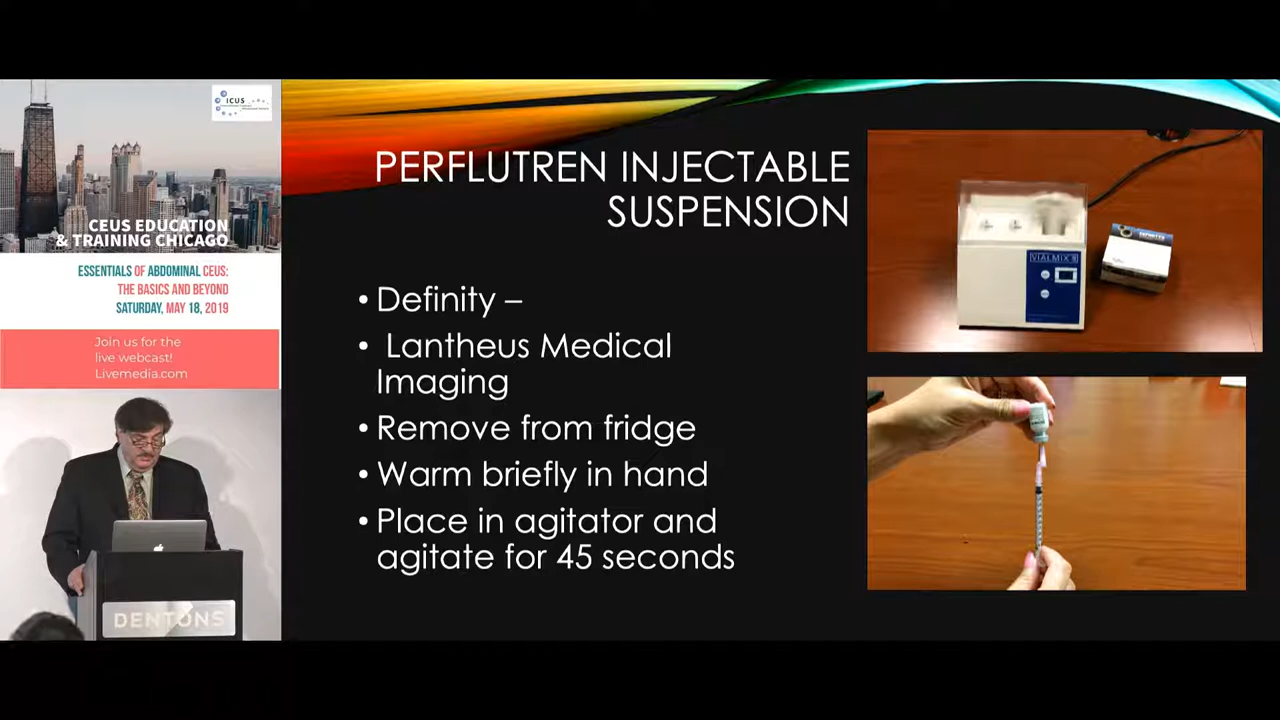 ICUS
CEUS EDUCATION
& TRAINING CHICAGO
ESSENTIALS OF ABDOMINAL CEUS:
THE BASICS AND BEYOND
SATURDAY, MAY 18, 2019
Join us for the
live webcast!
Livemedia.com
DENTONS
PERFLUTREN INJECTABLE
SUSPENSION
• Definity –
• Lantheus Medical
Imaging
• Remove from fridge
• Warm briefly in hand
• Place in agitator and
agitate for 45 seconds
VIALMIX